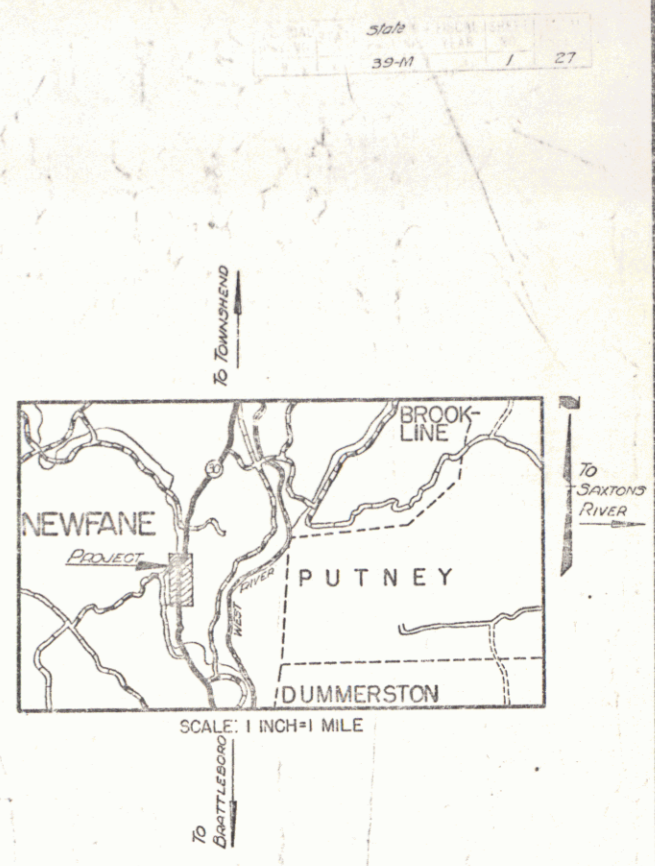 State
39-M 1 27
To TOWNSHEND
BROOK-
LINE
To
SAXTONS
RIVER
NEWFANE
PROJECT
PUTNEY
WEST RIVER
DUMMERSTON
SCALE: 1 INCH=1 MILE
To
BRATTLEBORO